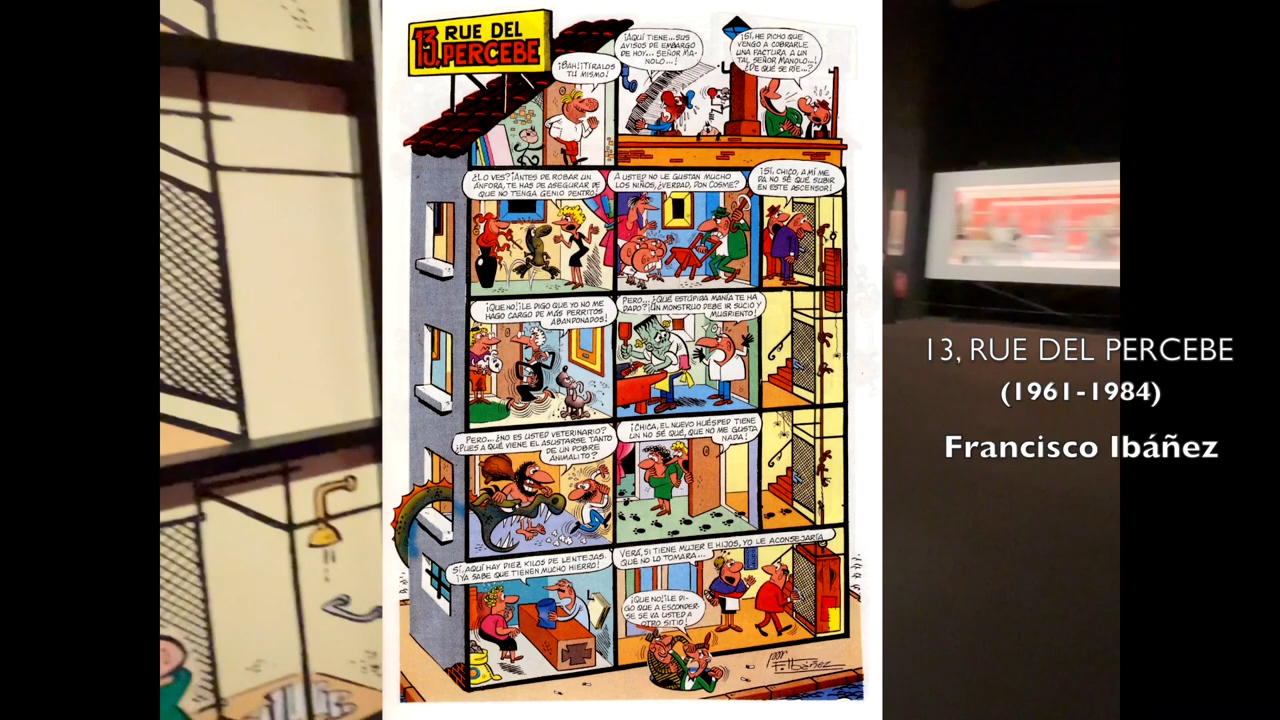 13, RUE DEL
PERCEBE
¡BAH! ¡TÍRALOS
TÚ MISMO!
¡AQUÍ TIENE... SUS
AVISOS DE EMBARGO
DE HOY... SEÑOR MA-
NOLO...!
¡SÍ, HE DICHO QUE
VENGO A COBRARLE
UNA FACTURA A UN
TAL SEÑOR MANOLO...!
¿DE QUÉ SE RÍE...?
¿LO VES? ¡ANTES DE ROBAR UN
ÁNFORA, TE HAS DE ASEGURAR DE
QUE NO TENGA GENIO DENTRO!
A USTED NO LE GUSTAN MUCHO
LOS NIÑOS, ¿VERDAD, DON COSME?
¡SÍ, CHICO, A MÍ ME
DA NO SÉ QUÉ SUBIR
EN ESTE ASCENSOR!
¡QUE NO! ¡LE DIGO QUE YO NO ME
HAGO CARGO DE MÁS PERRITOS
ABANDONADOS!
PERO... ¿QUÉ ESTÚPIDA MANÍA TE HA
DADO? ¡UN MONSTRUO DEBE IR SUCIO Y
MUGRIENTO!
PERO... ¿NO ES USTED VETERINARIO?
¿PUES A QUÉ VIENE EL ASUSTARSE TANTO
DE UN POBRE
ANIMALITO?
¡CHICA, EL NUEVO HUÉSPED TIENE
UN NO SÉ QUÉ, QUE NO ME GUSTA
NADA!
SÍ, AQUÍ HAY DIEZ KILOS DE LENTEJAS.
¡YA SABE QUE TIENEN MUCHO HIERRO!
VERÁ, SI TIENE MUJER E HIJOS, YO LE ACONSEJARÍA
QUE NO LO TOMARA...
¡QUE NO! ¡LE DI-
GO QUE A ESCONDER-
SE SE VA USTED A
OTRO SITIO!
por
F. Ibáñez
13, RUE DEL PERCEBE
(1961-1984)
Francisco Ibáñez